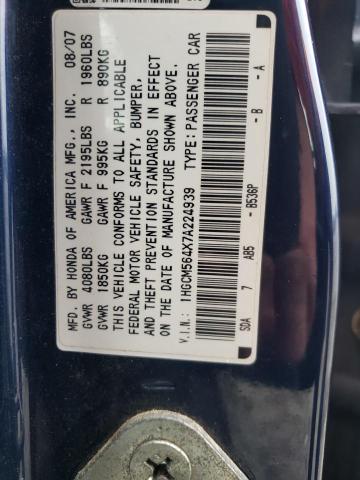 MFD. BY HONDA OF AMERICA MFG., INC. 08/07
GVWR 4080LBS GAWR F 2195LBS R 1960LBS
GVWR 1850KG GAWR F 995KG R 890KG
THIS VEHICLE CONFORMS TO ALL APPLICABLE
FEDERAL MOTOR VEHICLE SAFETY, BUMPER,
AND THEFT PREVENTION STANDARDS IN EFFECT
ON THE DATE OF MANUFACTURE SHOWN ABOVE.
V.I.N.: 1HGCM564X7A224939 TYPE: PASSENGER CAR
SDA 7 AB5 - B536P - B - A